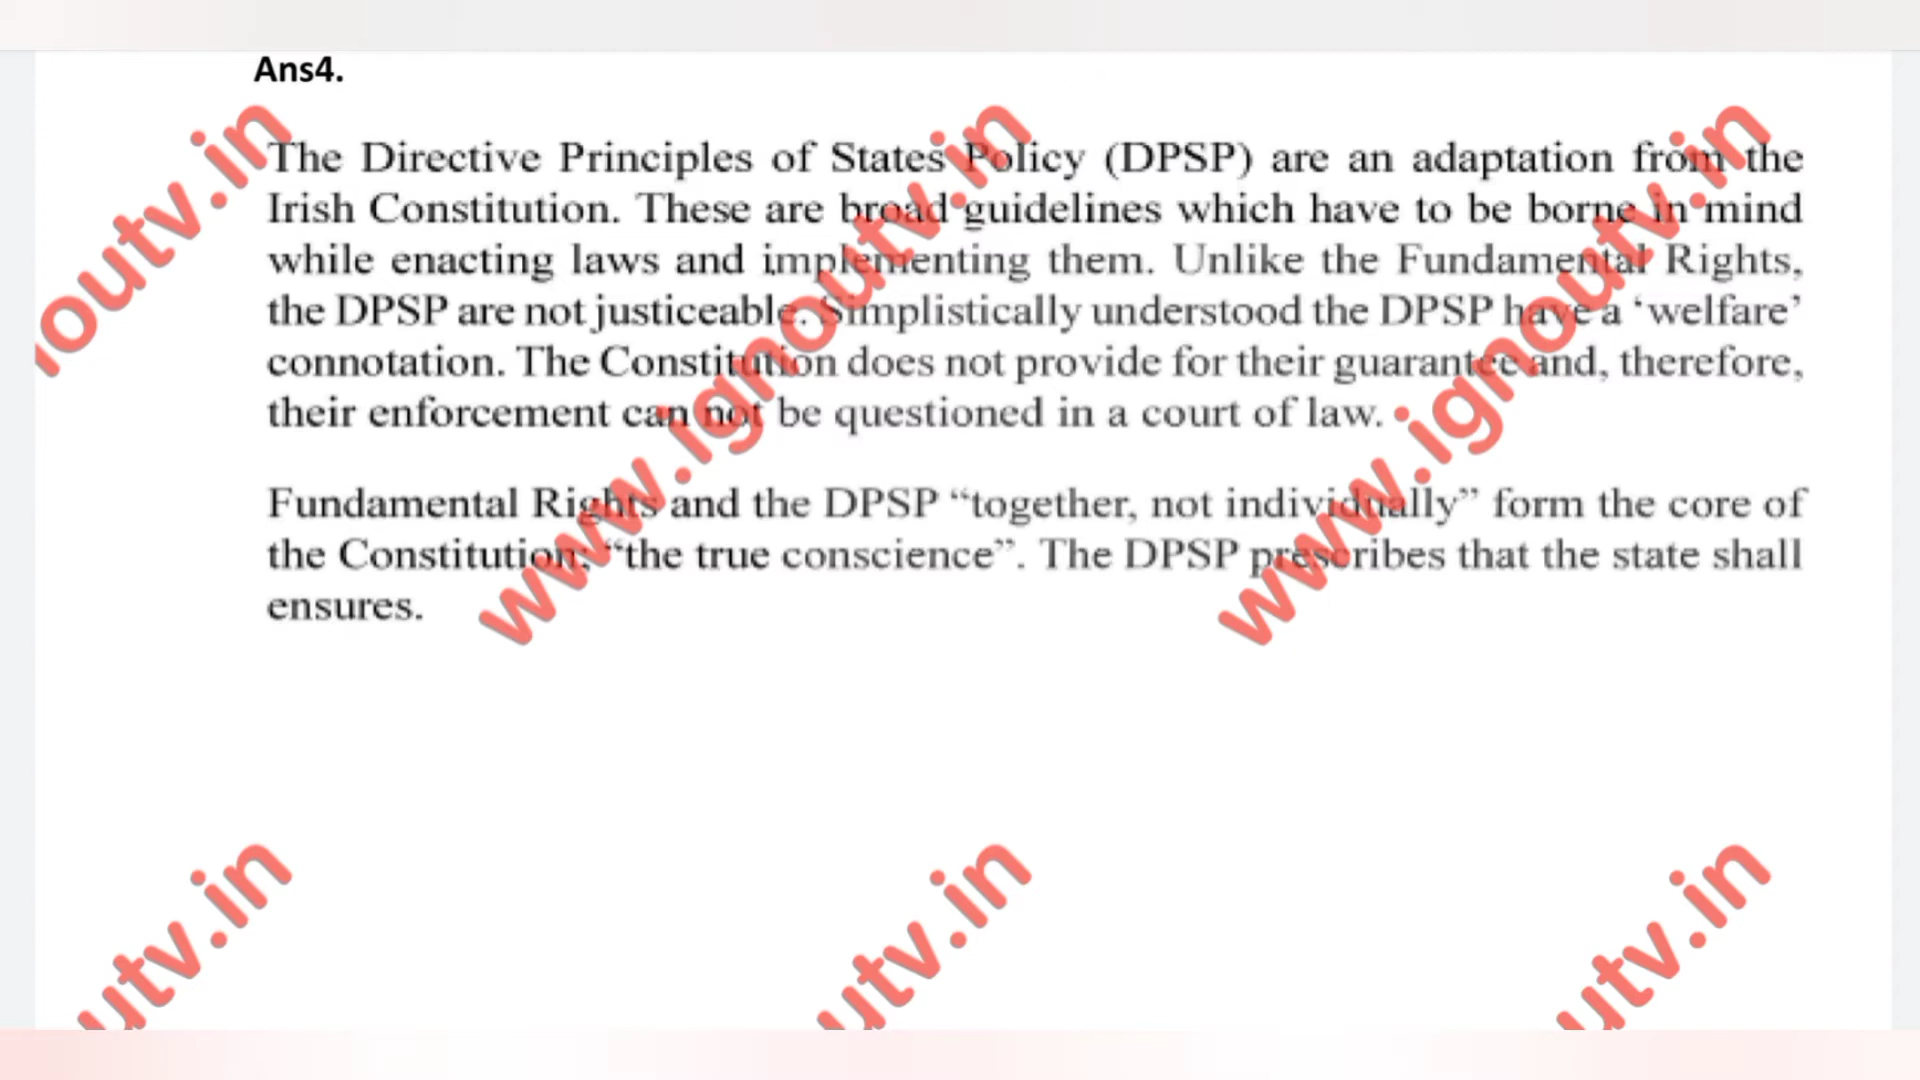 Ans4.
The Directive Principles of States Policy (DPSP) are an adaptation from the
Irish Constitution. These are broad guidelines which have to be borne in mind
while enacting laws and implementing them. Unlike the Fundamental Rights,
the DPSP are not justiceable. Simplistically understood the DPSP have a ‘welfare’
connotation. The Constitution does not provide for their guarantee and, therefore,
their enforcement can not be questioned in a court of law.
Fundamental Rights and the DPSP “together, not individually” form the core of
the Constitution; “the true conscience”. The DPSP prescribes that the state shall
ensures.
noutv.in
www.ignoutv.in
www.ignoutv.in
utv.in
utv.in
utv.in